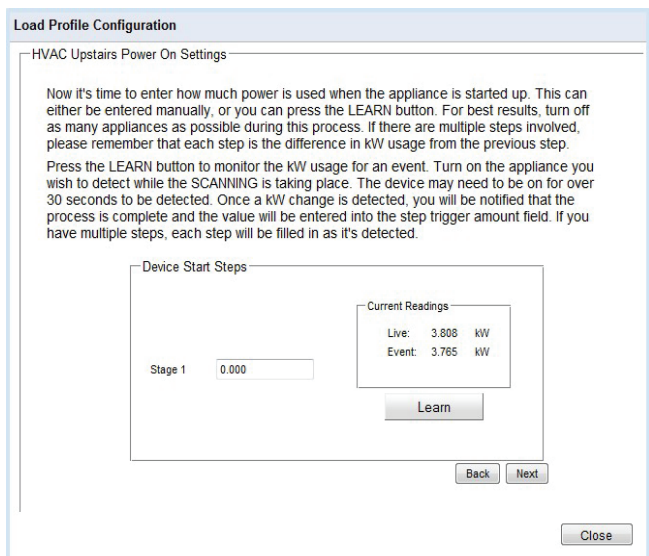 Load Profile Configuration
HVAC Upstairs Power On Settings
Now it's time to enter how much power is used when the appliance is started up. This can
either be entered manually, or you can press the LEARN button. For best results, turn off
as many appliances as possible during this process. If there are multiple steps involved,
please remember that each step is the difference in kW usage from the previous step.
Press the LEARN button to monitor the kW usage for an event. Turn on the appliance you
wish to detect while the SCANNING is taking place. The device may need to be on for over
30 seconds to be detected. Once a kW change is detected, you will be notified that the
process is complete and the value will be entered into the step trigger amount field. If you
have multiple steps, each step will be filled in as it's detected.
Device Start Steps
Current Readings
Live: 3.808 kW
Event: 3.765 kW
Stage 1 0.000
Learn
Back Next
Close